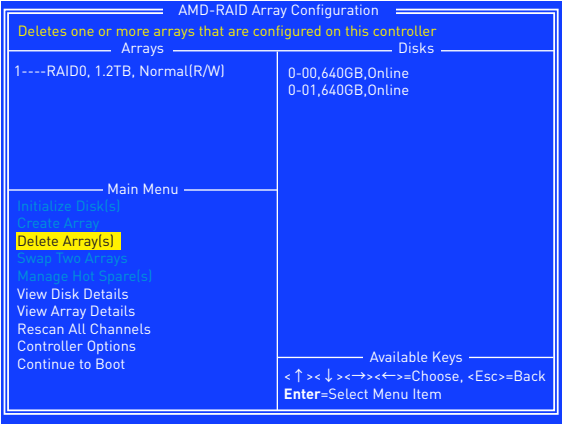 AMD-RAID Array Configuration
Deletes one or more arrays that are configured on this controller
Arrays
1----RAID0, 1.2TB, Normal(R/W)
Disks
0-00,640GB,Online
0-01,640GB,Online
Main Menu
Initialize Disk(s)
Create Array
Delete Array(s)
Swap Two Arrays
Manage Hot Spare(s)
View Disk Details
View Array Details
Rescan All Channels
Controller Options
Continue to Boot
Available Keys
<↑><↓><→><←>=Choose, <Esc>=Back
Enter=Select Menu Item